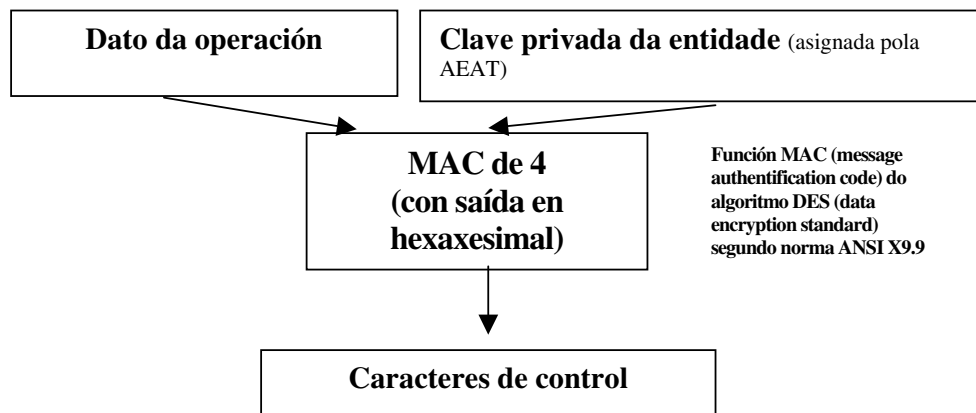 Dato da operación
Clave privada da entidade (asignada pola
AEAT)
MAC de 4
(con saída en
hexaxesimal)
Función MAC (message
authentification code) do
algoritmo DES (data
encryption standard)
segundo norma ANSI X9.9
Caracteres de control